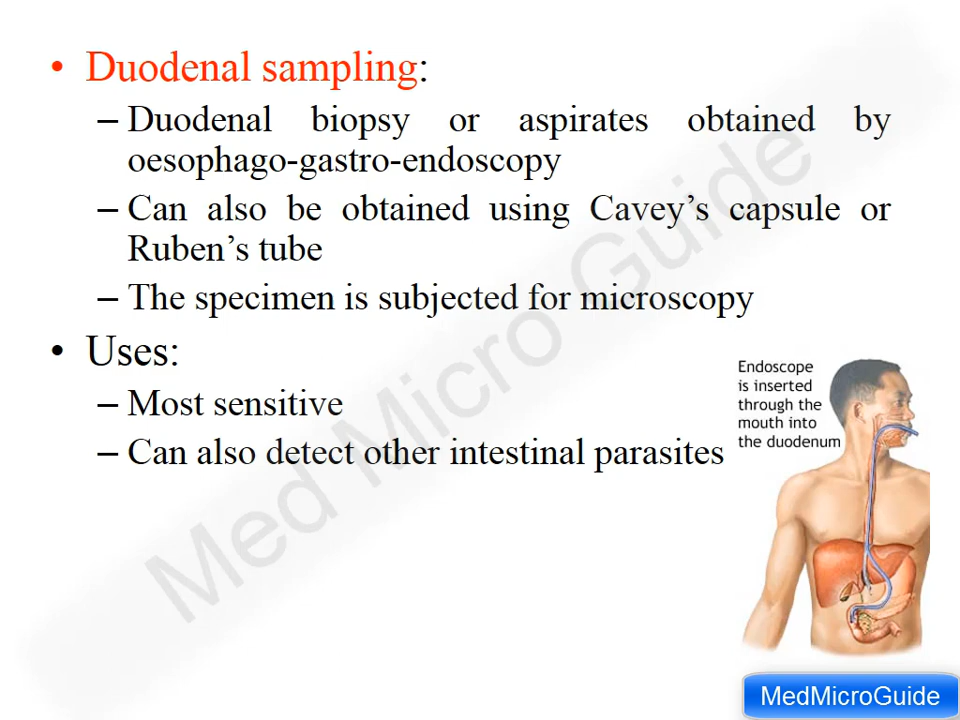 • Duodenal sampling:
– Duodenal biopsy or aspirates obtained by
oesophago-gastro-endoscopy
– Can also be obtained using Cavey's capsule or
Ruben's tube
– The specimen is subjected for microscopy
• Uses:
– Most sensitive
– Can also detect other intestinal parasites
Endoscope
is inserted
through the
mouth into
the duodenum
Med Micro Guide
MedMicroGuide